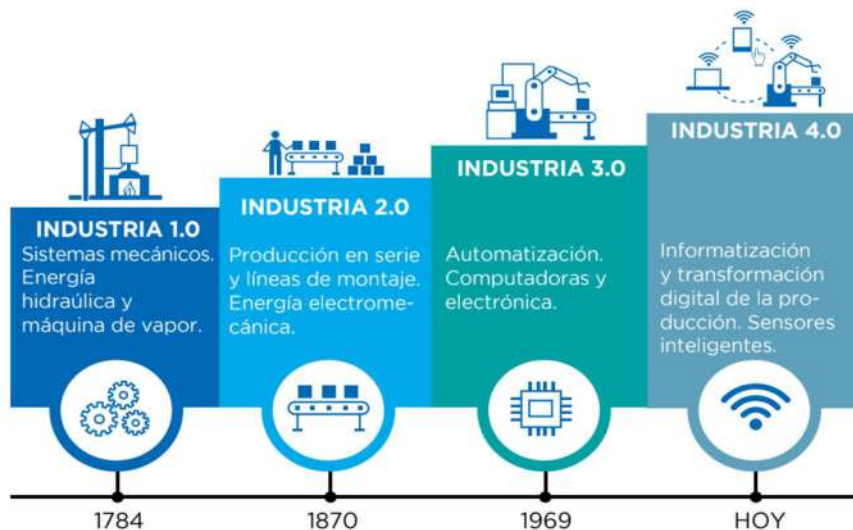 INDUSTRIA 1.0
Sistemas mecánicos.
Energía
hidraúlica y
máquina de vapor.
INDUSTRIA 2.0
Producción en serie
y líneas de montaje.
Energía electrome-
cánica.
INDUSTRIA 3.0
Automatización.
Computadoras y
electrónica.
INDUSTRIA 4.0
Informatización
y transformación
digital de la pro-
ducción. Sensores
inteligentes.
1784
1870
1969
HOY